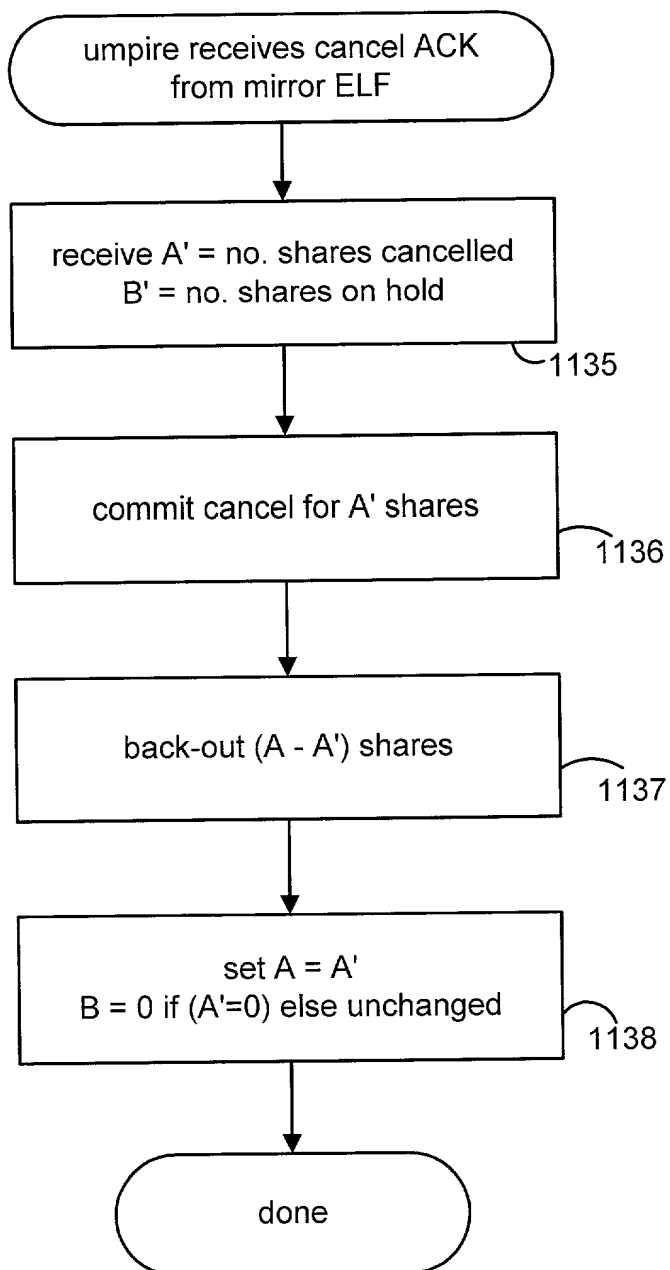 umpire receives cancel ACK
from mirror ELF
receive A' = no. shares cancelled
B' = no. shares on hold
1135
commit cancel for A' shares
1136
back-out (A - A') shares
1137
set A = A'
B = 0 if (A'=0) else unchanged
1138
done